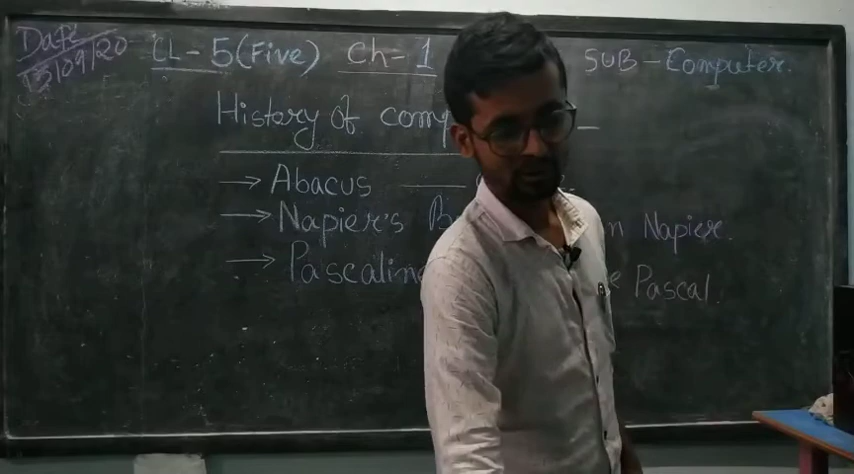 Date CL - 5 (Five) Ch - 1 SUB - Computer.
13/09/20
History of comp
→ Abacus
→ Napier's B n Napier.
→ Pascaline e Pascal.